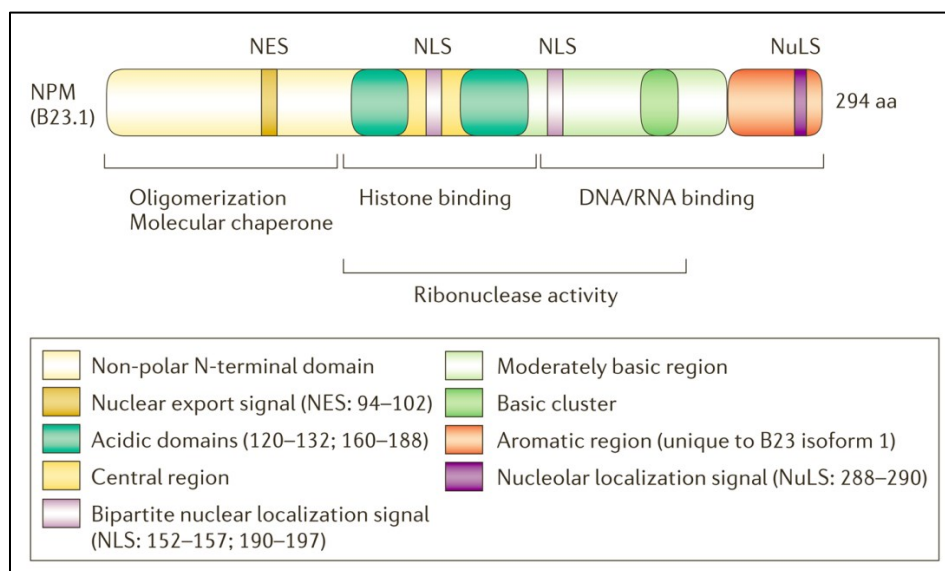 NES
NLS
NLS
NuLS
NPM
(B23.1)
294 aa
Oligomerization
Molecular chaperone
Histone binding
DNA/RNA binding
Ribonuclease activity
Non-polar N-terminal domain
Nuclear export signal (NES: 94–102)
Acidic domains (120–132; 160–188)
Central region
Bipartite nuclear localization signal
(NLS: 152–157; 190–197)
Moderately basic region
Basic cluster
Aromatic region (unique to B23 isoform 1)
Nucleolar localization signal (NuLS: 288–290)